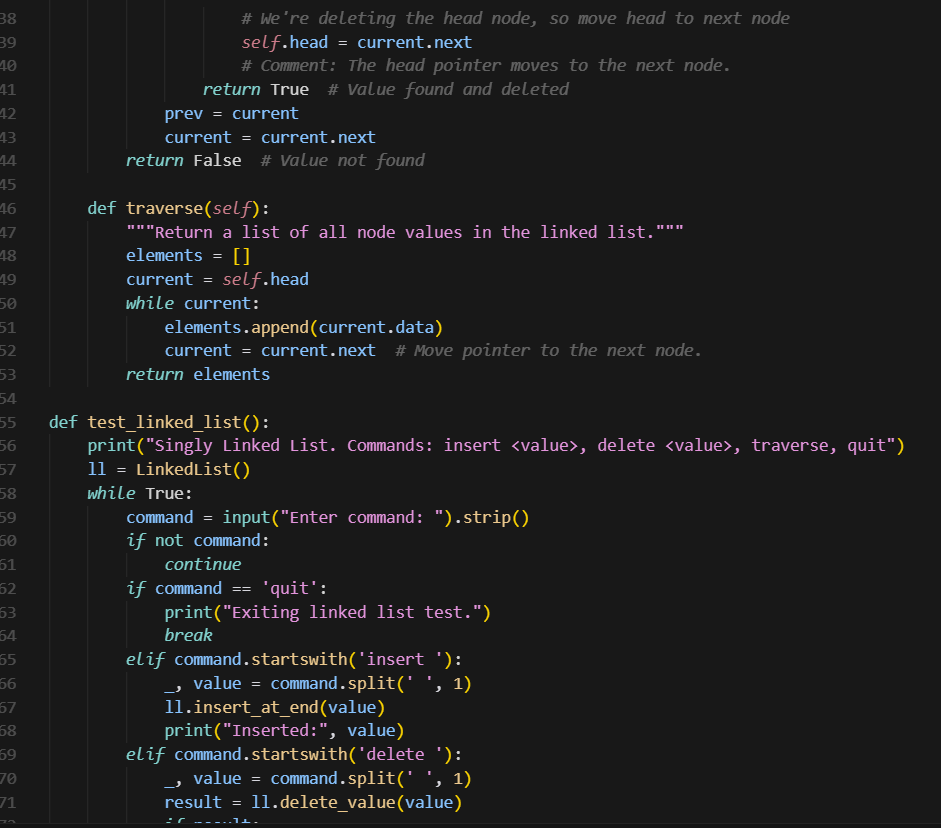 38 # We're deleting the head node, so move head to next node
39 self.head = current.next
40 # Comment: The head pointer moves to the next node.
41 return True  # Value found and deleted
42 prev = current
43 current = current.next
44 return False  # Value not found
45
46 def traverse(self):
47 """Return a list of all node values in the linked list."""
48 elements = []
49 current = self.head
50 while current:
51 elements.append(current.data)
52 current = current.next  # Move pointer to the next node.
53 return elements
54
55 def test_linked_list():
56 print("Singly Linked List. Commands: insert <value>, delete <value>, traverse, quit")
57 ll = LinkedList()
58 while True:
59 command = input("Enter command: ").strip()
60 if not command:
61 continue
62 if command == 'quit':
63 print("Exiting linked list test.")
64 break
65 elif command.startswith('insert '):
66 _, value = command.split(' ', 1)
67 ll.insert_at_end(value)
68 print("Inserted:", value)
69 elif command.startswith('delete '):
70 _, value = command.split(' ', 1)
71 result = ll.delete_value(value)